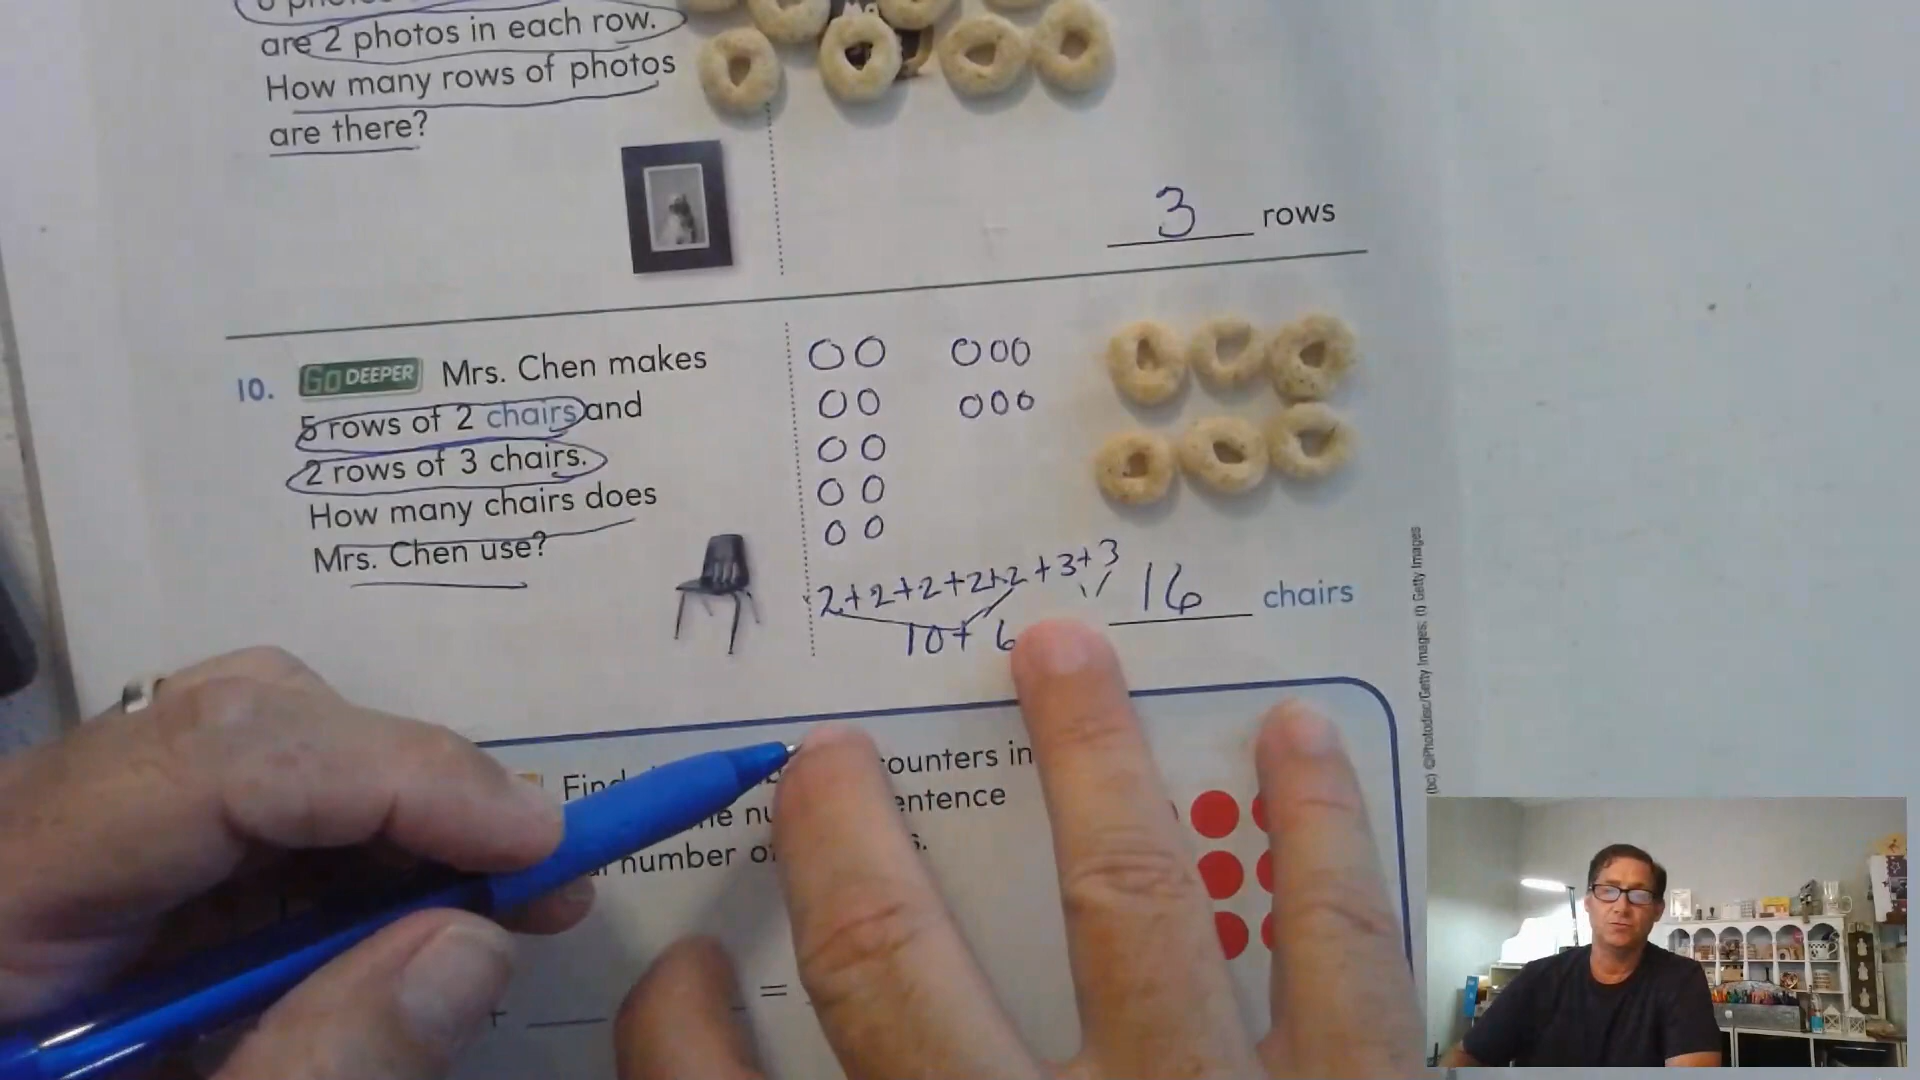 are 2 photos in each row.
How many rows of photos
are there?
3 rows
10. Go DEEPER Mrs. Chen makes
5 rows of 2 chairs and
2 rows of 3 chairs.
How many chairs does
Mrs. Chen use?
2+2+2+2+2+3+3
10+6
16 chairs
Find counters in
number
+ =
(bc) ©Photodisc/Getty Images; (t) Getty Images